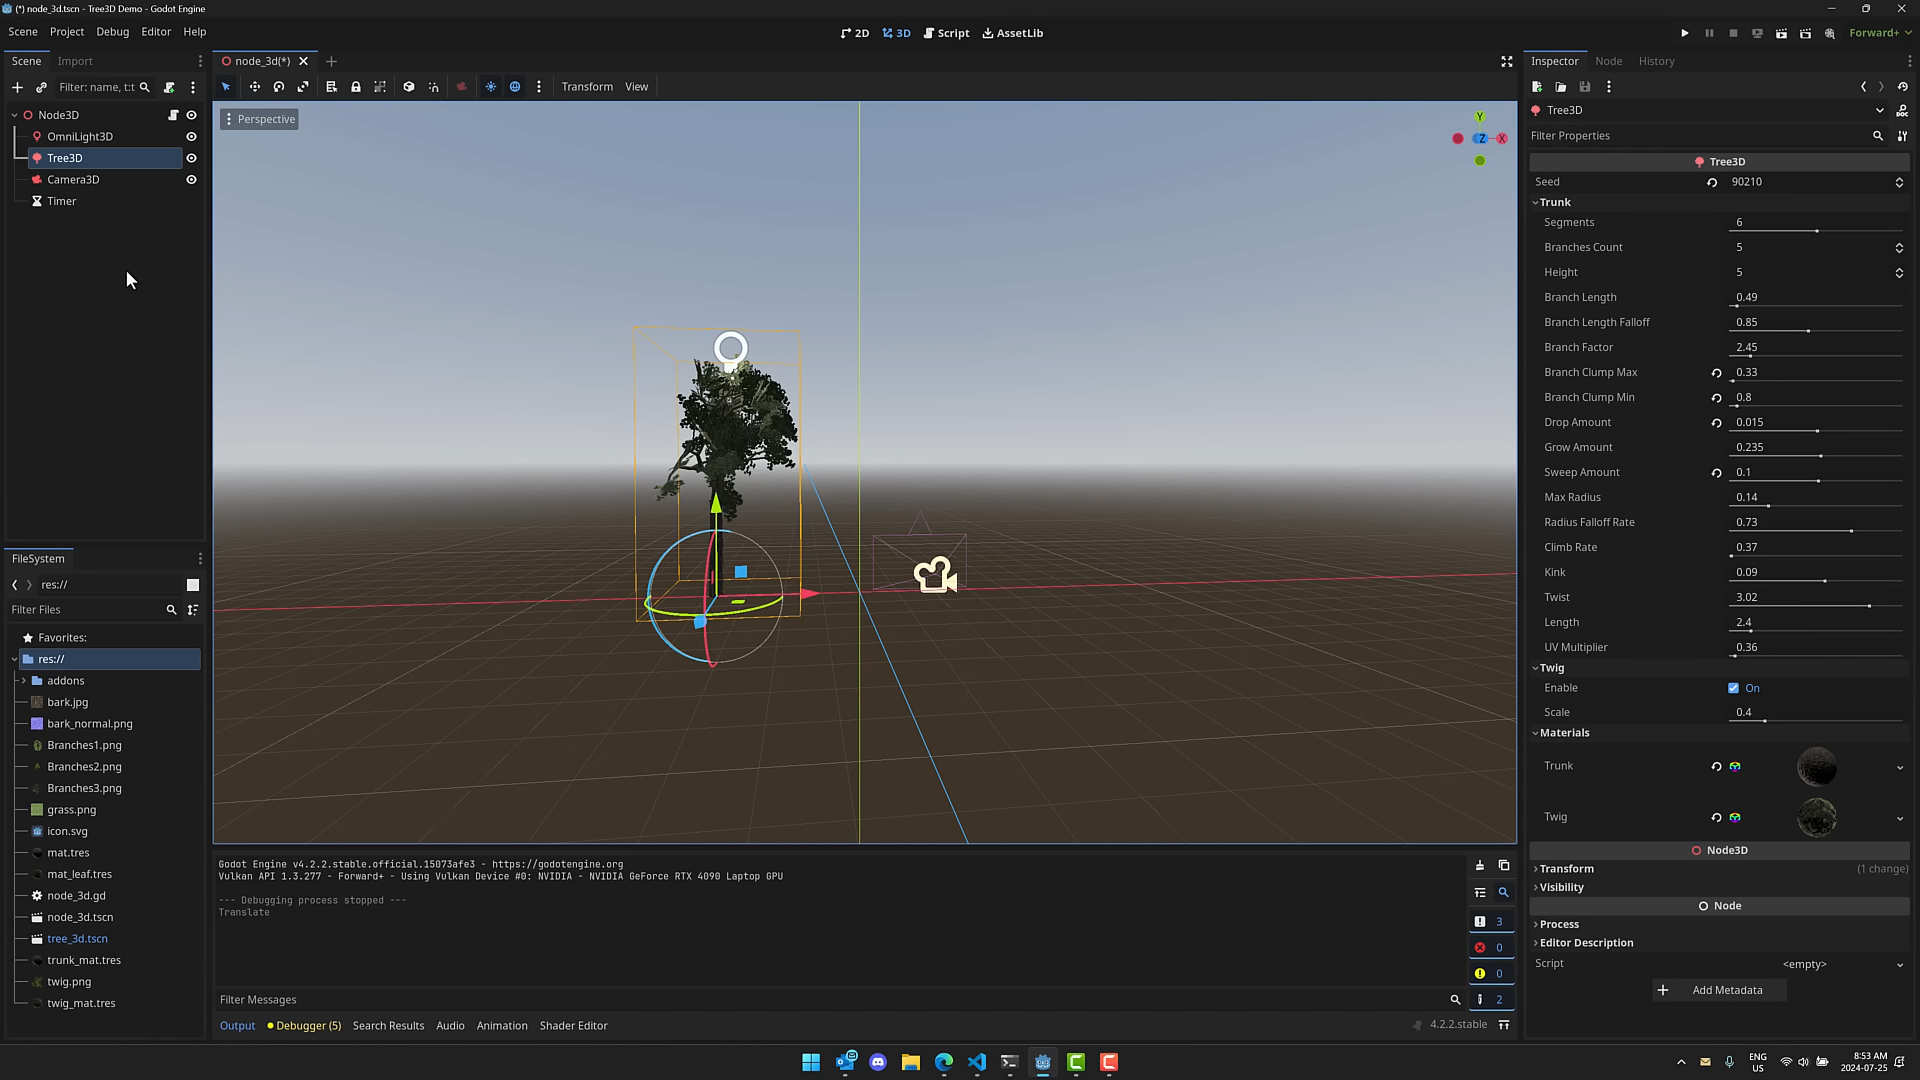 (*) node_3d.tscn - Tree3D Demo - Godot Engine
Scene Project Debug Editor Help
2D 3D Script AssetLib
Forward+
Scene Import
Filter: name, t:t
Node3D
OmniLight3D
Tree3D
Camera3D
Timer
FileSystem
res://
Filter Files
Favorites:
res://
addons
bark.jpg
bark_normal.png
Branches1.png
Branches2.png
Branches3.png
grass.png
icon.svg
mat.tres
mat_leaf.tres
node_3d.gd
node_3d.tscn
tree_3d.tscn
trunk_mat.tres
twig.png
twig_mat.tres
node_3d(*)
Transform View
Perspective
Y
Z X
Godot Engine v4.2.2.stable.official.15073afe3 - https://godotengine.org
Vulkan API 1.3.277 - Forward+ - Using Vulkan Device #0: NVIDIA - NVIDIA GeForce RTX 4090 Laptop GPU
--- Debugging process stopped ---
Translate
3
0
0
2
Filter Messages
Output Debugger (5) Search Results Audio Animation Shader Editor
4.2.2.stable
Inspector Node History
Tree3D
DOC
Filter Properties
Tree3D
Seed 90210
Trunk
Segments 6
Branches Count 5
Height 5
Branch Length 0.49
Branch Length Falloff 0.85
Branch Factor 2.45
Branch Clump Max 0.33
Branch Clump Min 0.8
Drop Amount 0.015
Grow Amount 0.235
Sweep Amount 0.1
Max Radius 0.14
Radius Falloff Rate 0.73
Climb Rate 0.37
Kink 0.09
Twist 3.02
Length 2.4
UV Multiplier 0.36
Twig
Enable On
Scale 0.4
Materials
Trunk
Twig
Node3D
Transform (1 change)
Visibility
Node
Process
Editor Description
Script <empty>
Add Metadata
ENG
US
8:53 AM
2024-07-25